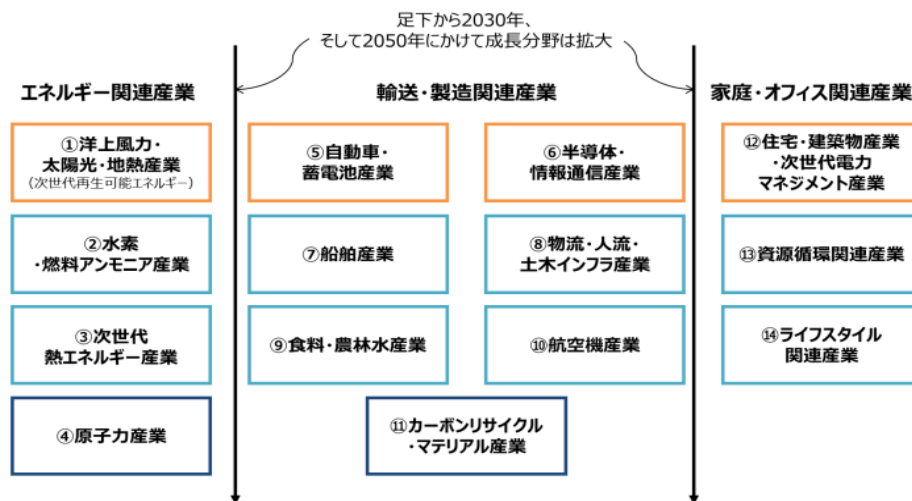 足下から2030年、
そして2050年にかけて成長分野は拡大
エネルギー関連産業
輸送・製造関連産業
家庭・オフィス関連産業
①洋上風力・
太陽光・地熱産業
（次世代再生可能エネルギー）
⑤自動車・
蓄電池産業
⑥半導体・
情報通信産業
⑫住宅・建築物産業
・次世代電力
マネジメント産業
②水素
・燃料アンモニア産業
⑦船舶産業
⑧物流・人流・
土木インフラ産業
⑬資源循環関連産業
③次世代
熱エネルギー産業
⑨食料・農林水産業
⑩航空機産業
⑭ライフスタイル
関連産業
④原子力産業
⑪カーボンリサイクル
・マテリアル産業